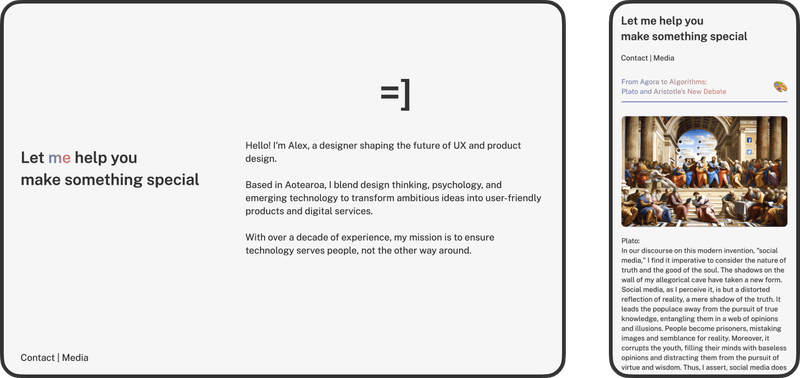 =]
Let me help you
make something special
Hello! I'm Alex, a designer shaping the future of UX and product
design.
Based in Aotearoa, I blend design thinking, psychology, and
emerging technology to transform ambitious ideas into user-friendly
products and digital services.
With over a decade of experience, my mission is to ensure
technology serves people, not the other way around.
Contact | Media
Let me help you
make something special
Contact | Media
From Agora to Algorithms:
Plato and Aristotle's New Debate
Plato:
In our discourse on this modern invention, "social
media," I find it imperative to consider the nature of
truth and the good of the soul. The shadows on the
wall of my allegorical cave have taken a new form.
Social media, as I perceive it, is but a distorted
reflection of reality, a mere shadow of the truth. It
leads the populace away from the pursuit of true
knowledge, entangling them in a web of opinions
and illusions. People become prisoners, mistaking
images and semblance for reality. Moreover, it
corrupts the youth, filling their minds with baseless
opinions and distracting them from the pursuit of
virtue and wisdom. Thus, I assert, social media does